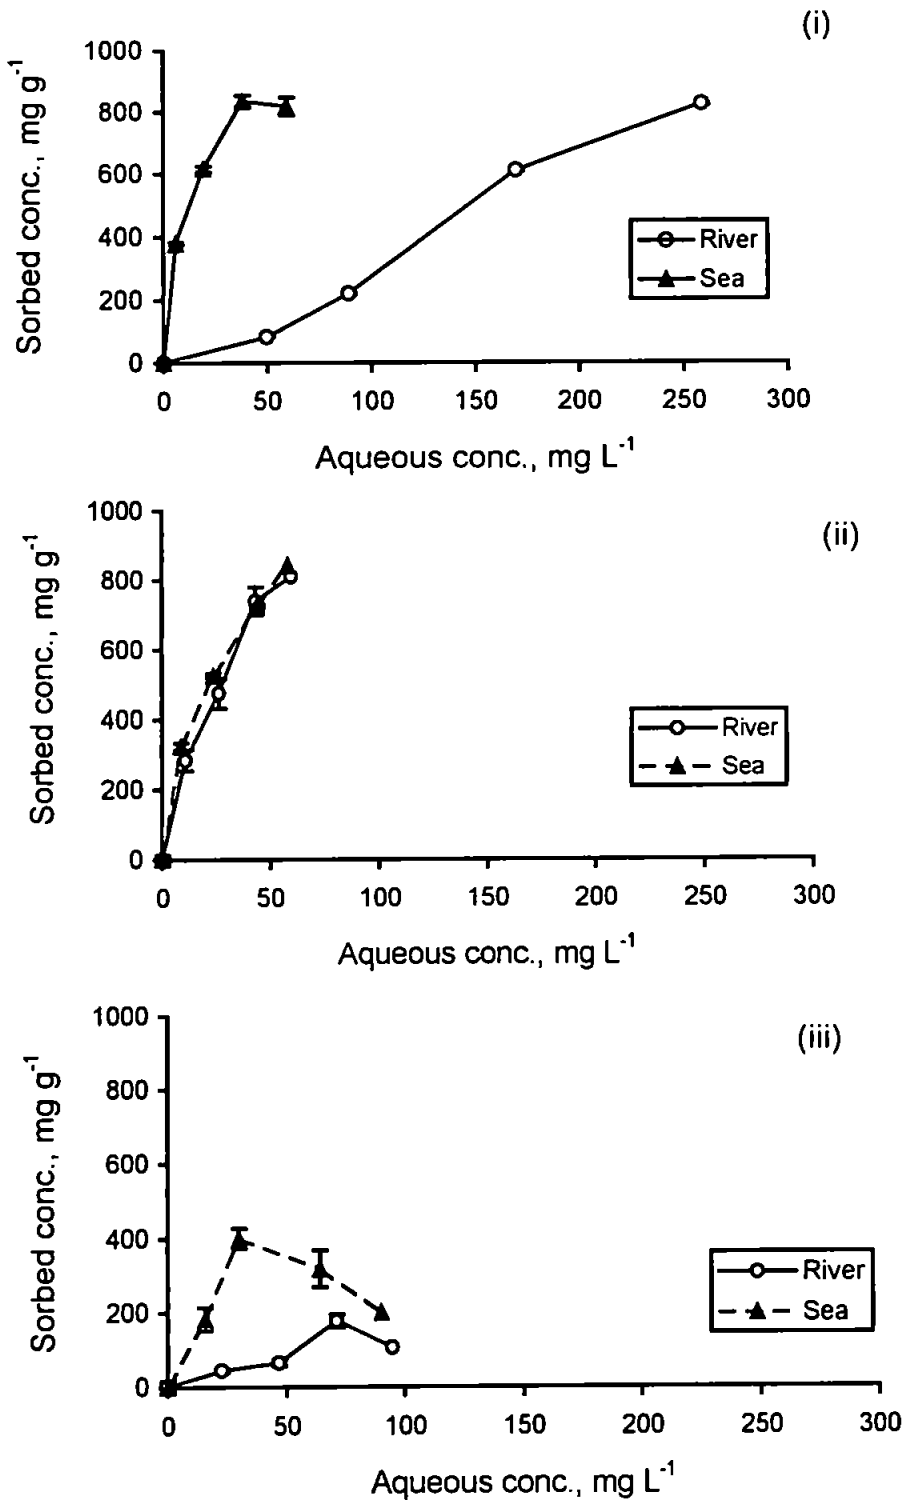 (i)
1000
800
600
400
200
0
Sorbed conc., mg g⁻¹
River
Sea
0 50 100 150 200 250 300
Aqueous conc., mg L⁻¹
(ii)
1000
800
600
400
200
0
Sorbed conc., mg g⁻¹
River
Sea
0 50 100 150 200 250 300
Aqueous conc., mg L⁻¹
(iii)
1000
800
600
400
200
0
Sorbed conc., mg g⁻¹
River
Sea
0 50 100 150 200 250 300
Aqueous conc., mg L⁻¹